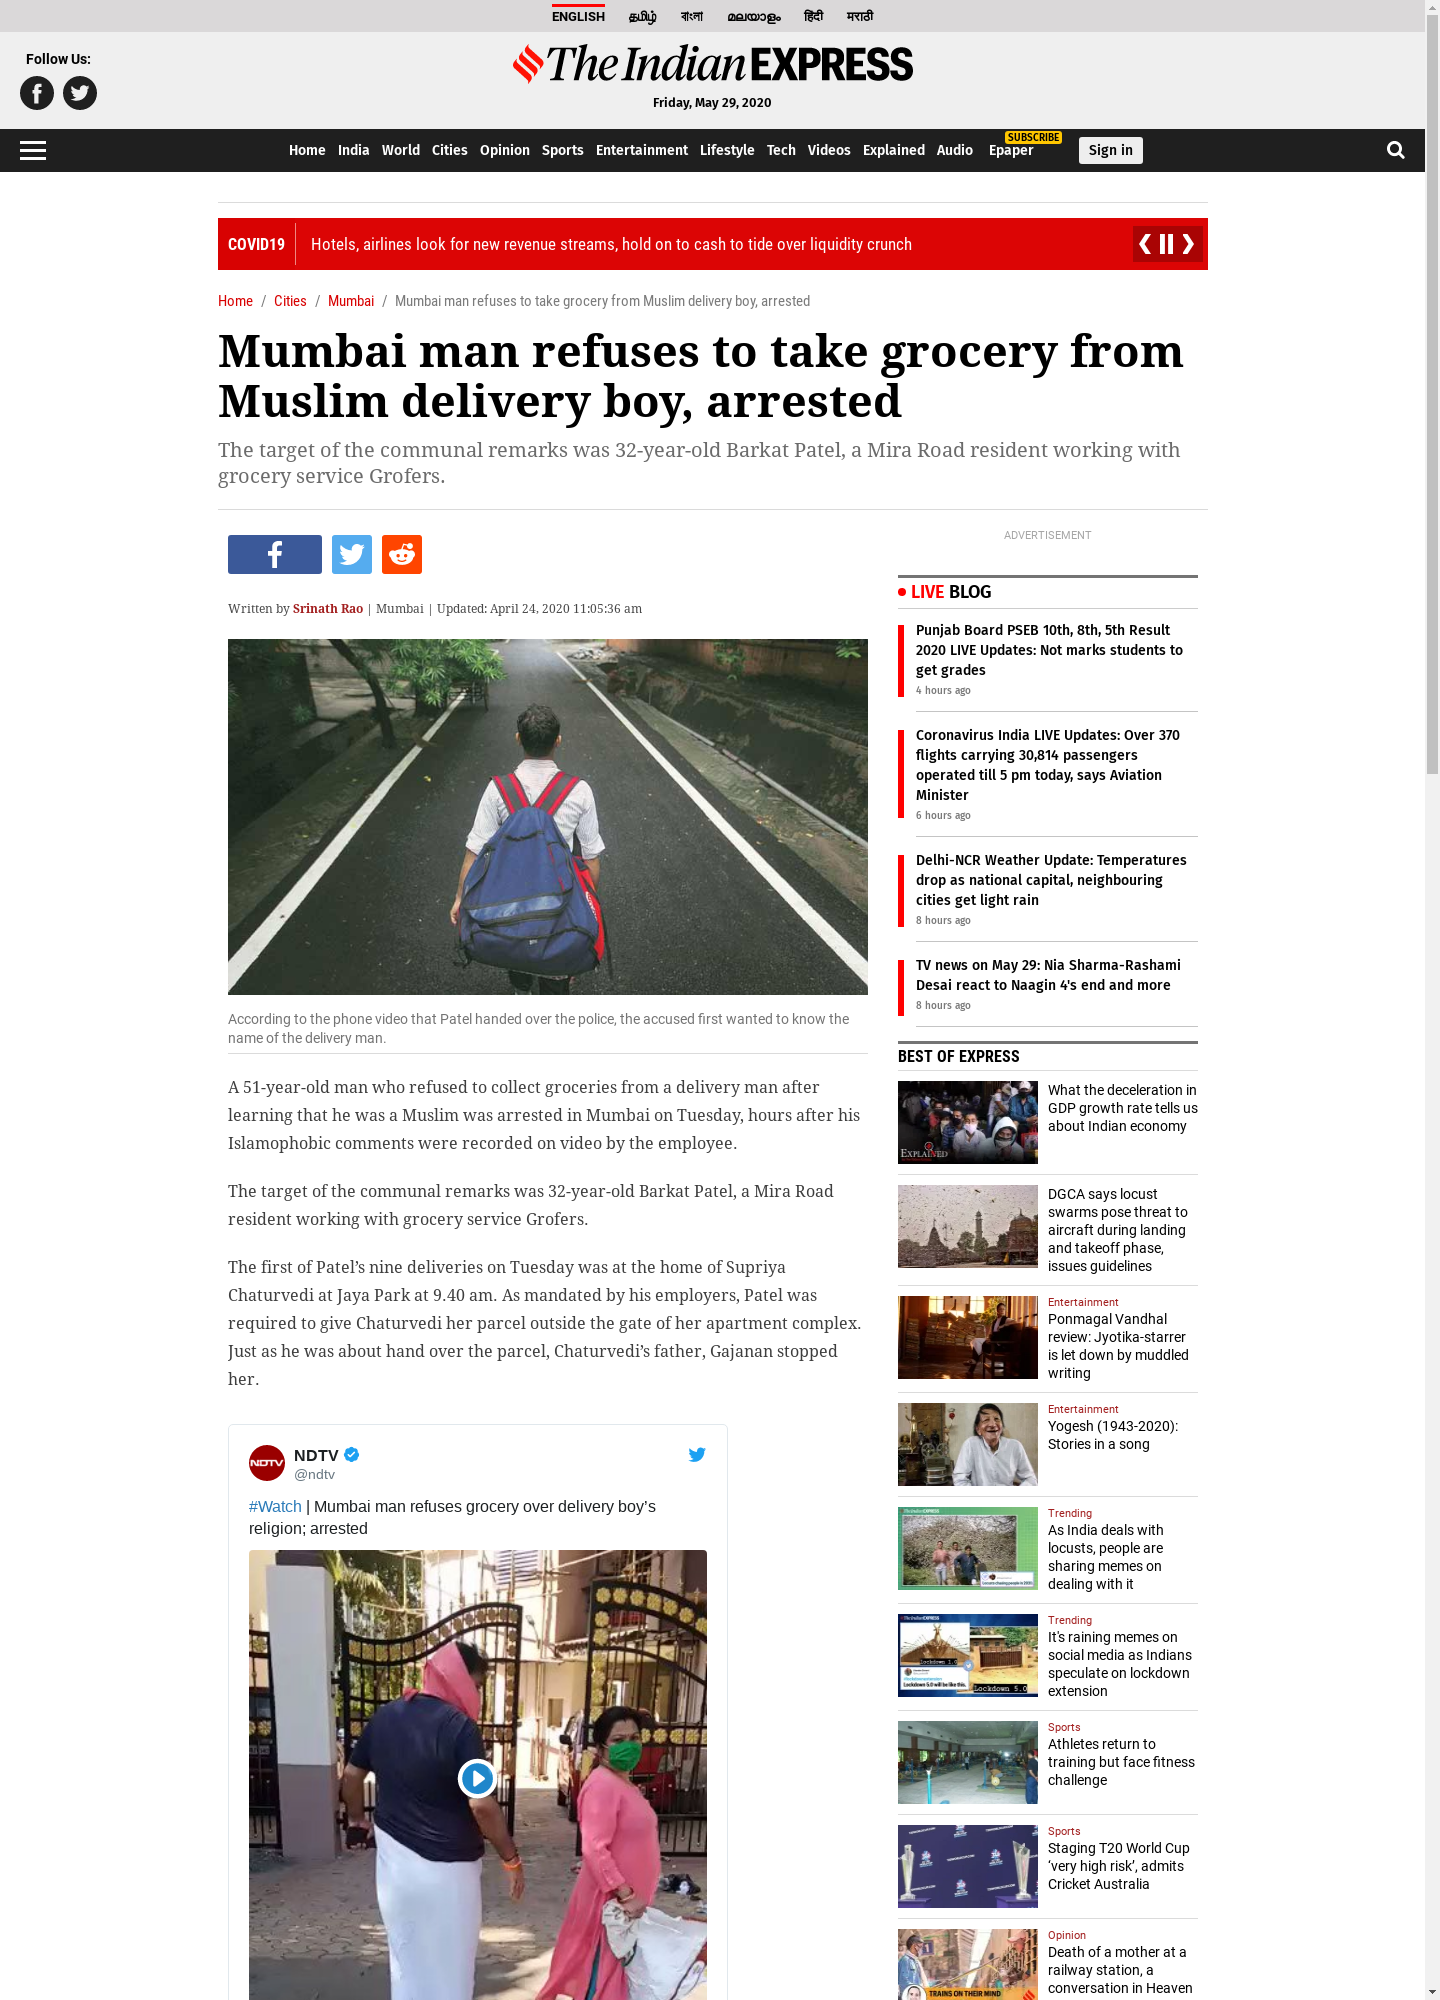 ENGLISH தமிழ் বাংলা മലയാളം हिंदी मराठी
Follow Us:
The Indian EXPRESS
Friday, May 29, 2020
SUBSCRIBE
Home India World Cities Opinion Sports Entertainment Lifestyle Tech Videos Explained Audio Epaper Sign in
COVID19 Hotels, airlines look for new revenue streams, hold on to cash to tide over liquidity crunch
Home / Cities / Mumbai / Mumbai man refuses to take grocery from Muslim delivery boy, arrested
Mumbai man refuses to take grocery from
Muslim delivery boy, arrested
The target of the communal remarks was 32-year-old Barkat Patel, a Mira Road resident working with
grocery service Grofers.
Written by Srinath Rao | Mumbai | Updated: April 24, 2020 11:05:36 am
According to the phone video that Patel handed over the police, the accused first wanted to know the
name of the delivery man.
A 51-year-old man who refused to collect groceries from a delivery man after
learning that he was a Muslim was arrested in Mumbai on Tuesday, hours after his
Islamophobic comments were recorded on video by the employee.
The target of the communal remarks was 32-year-old Barkat Patel, a Mira Road
resident working with grocery service Grofers.
The first of Patel’s nine deliveries on Tuesday was at the home of Supriya
Chaturvedi at Jaya Park at 9.40 am. As mandated by his employers, Patel was
required to give Chaturvedi her parcel outside the gate of her apartment complex.
Just as he was about hand over the parcel, Chaturvedi’s father, Gajanan stopped
her.
NDTV
NDTV
@ndtv
#Watch | Mumbai man refuses grocery over delivery boy’s
religion; arrested
ADVERTISEMENT
LIVE BLOG
Punjab Board PSEB 10th, 8th, 5th Result
2020 LIVE Updates: Not marks students to
get grades
4 hours ago
Coronavirus India LIVE Updates: Over 370
flights carrying 30,814 passengers
operated till 5 pm today, says Aviation
Minister
6 hours ago
Delhi-NCR Weather Update: Temperatures
drop as national capital, neighbouring
cities get light rain
8 hours ago
TV news on May 29: Nia Sharma-Rashami
Desai react to Naagin 4's end and more
8 hours ago
BEST OF EXPRESS
EXPLAINED
What the deceleration in
GDP growth rate tells us
about Indian economy
DGCA says locust
swarms pose threat to
aircraft during landing
and takeoff phase,
issues guidelines
Entertainment
Ponmagal Vandhal
review: Jyotika-starrer
is let down by muddled
writing
Entertainment
Yogesh (1943-2020):
Stories in a song
Trending
As India deals with
locusts, people are
sharing memes on
dealing with it
Lockdown 1.0
Lockdown 5.0 will be like this.
Lockdown 5.0
Trending
It's raining memes on
social media as Indians
speculate on lockdown
extension
Sports
Athletes return to
training but face fitness
challenge
Sports
Staging T20 World Cup
‘very high risk’, admits
Cricket Australia
1
TRAINS ON THEIR MIND
Opinion
Death of a mother at a
railway station, a
conversation in Heaven